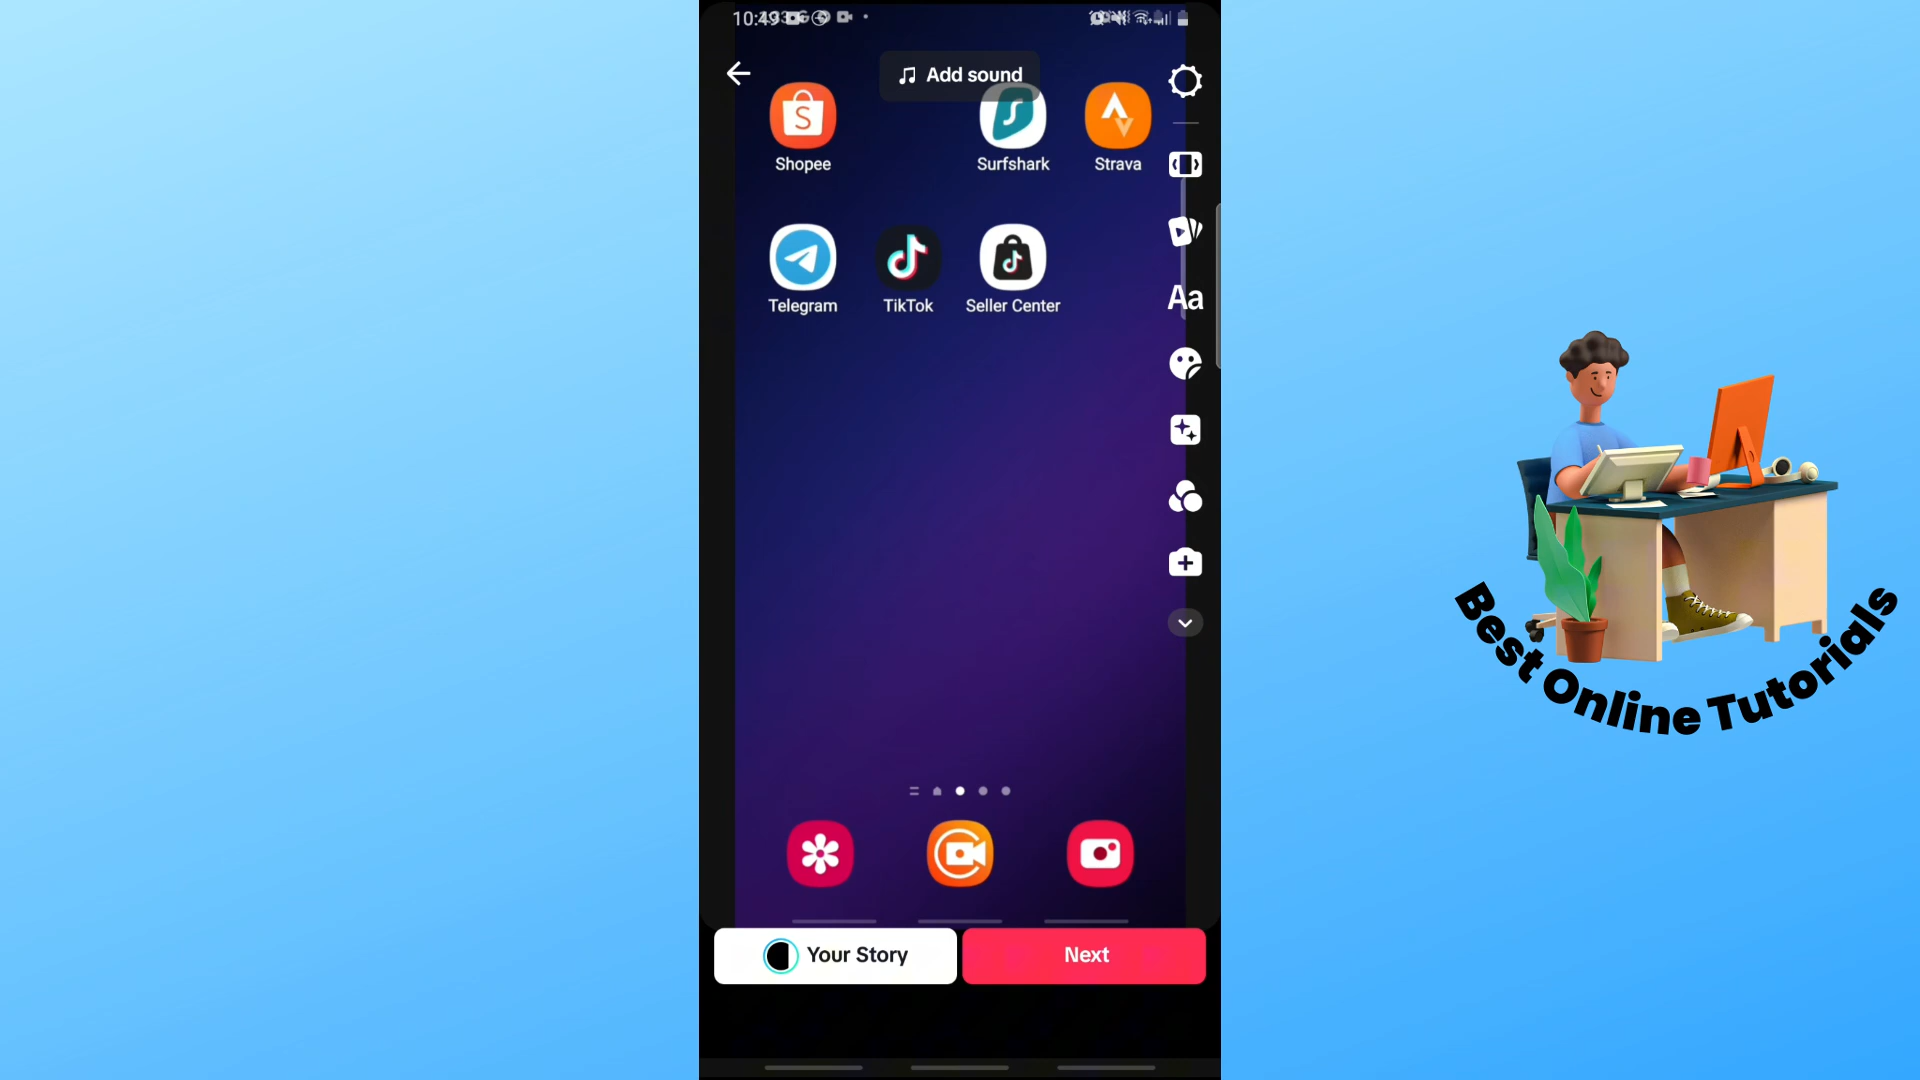 10:49
Add sound
Shopee
Surfshark
Strava
Telegram
TikTok
Seller Center
Aa
Your Story
Next
Best Online Tutorials